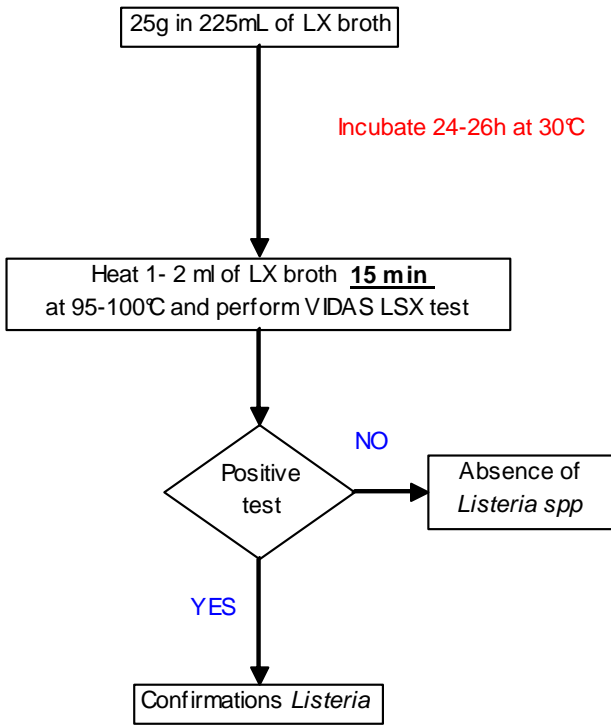 25g in 225mL of LX broth
Incubate 24-26h at 30°C
Heat 1- 2 ml of LX broth 15 min
at 95-100°C and perform VIDAS LSX test
Positive
test
NO
Absence of
Listeria spp
YES
Confirmations Listeria